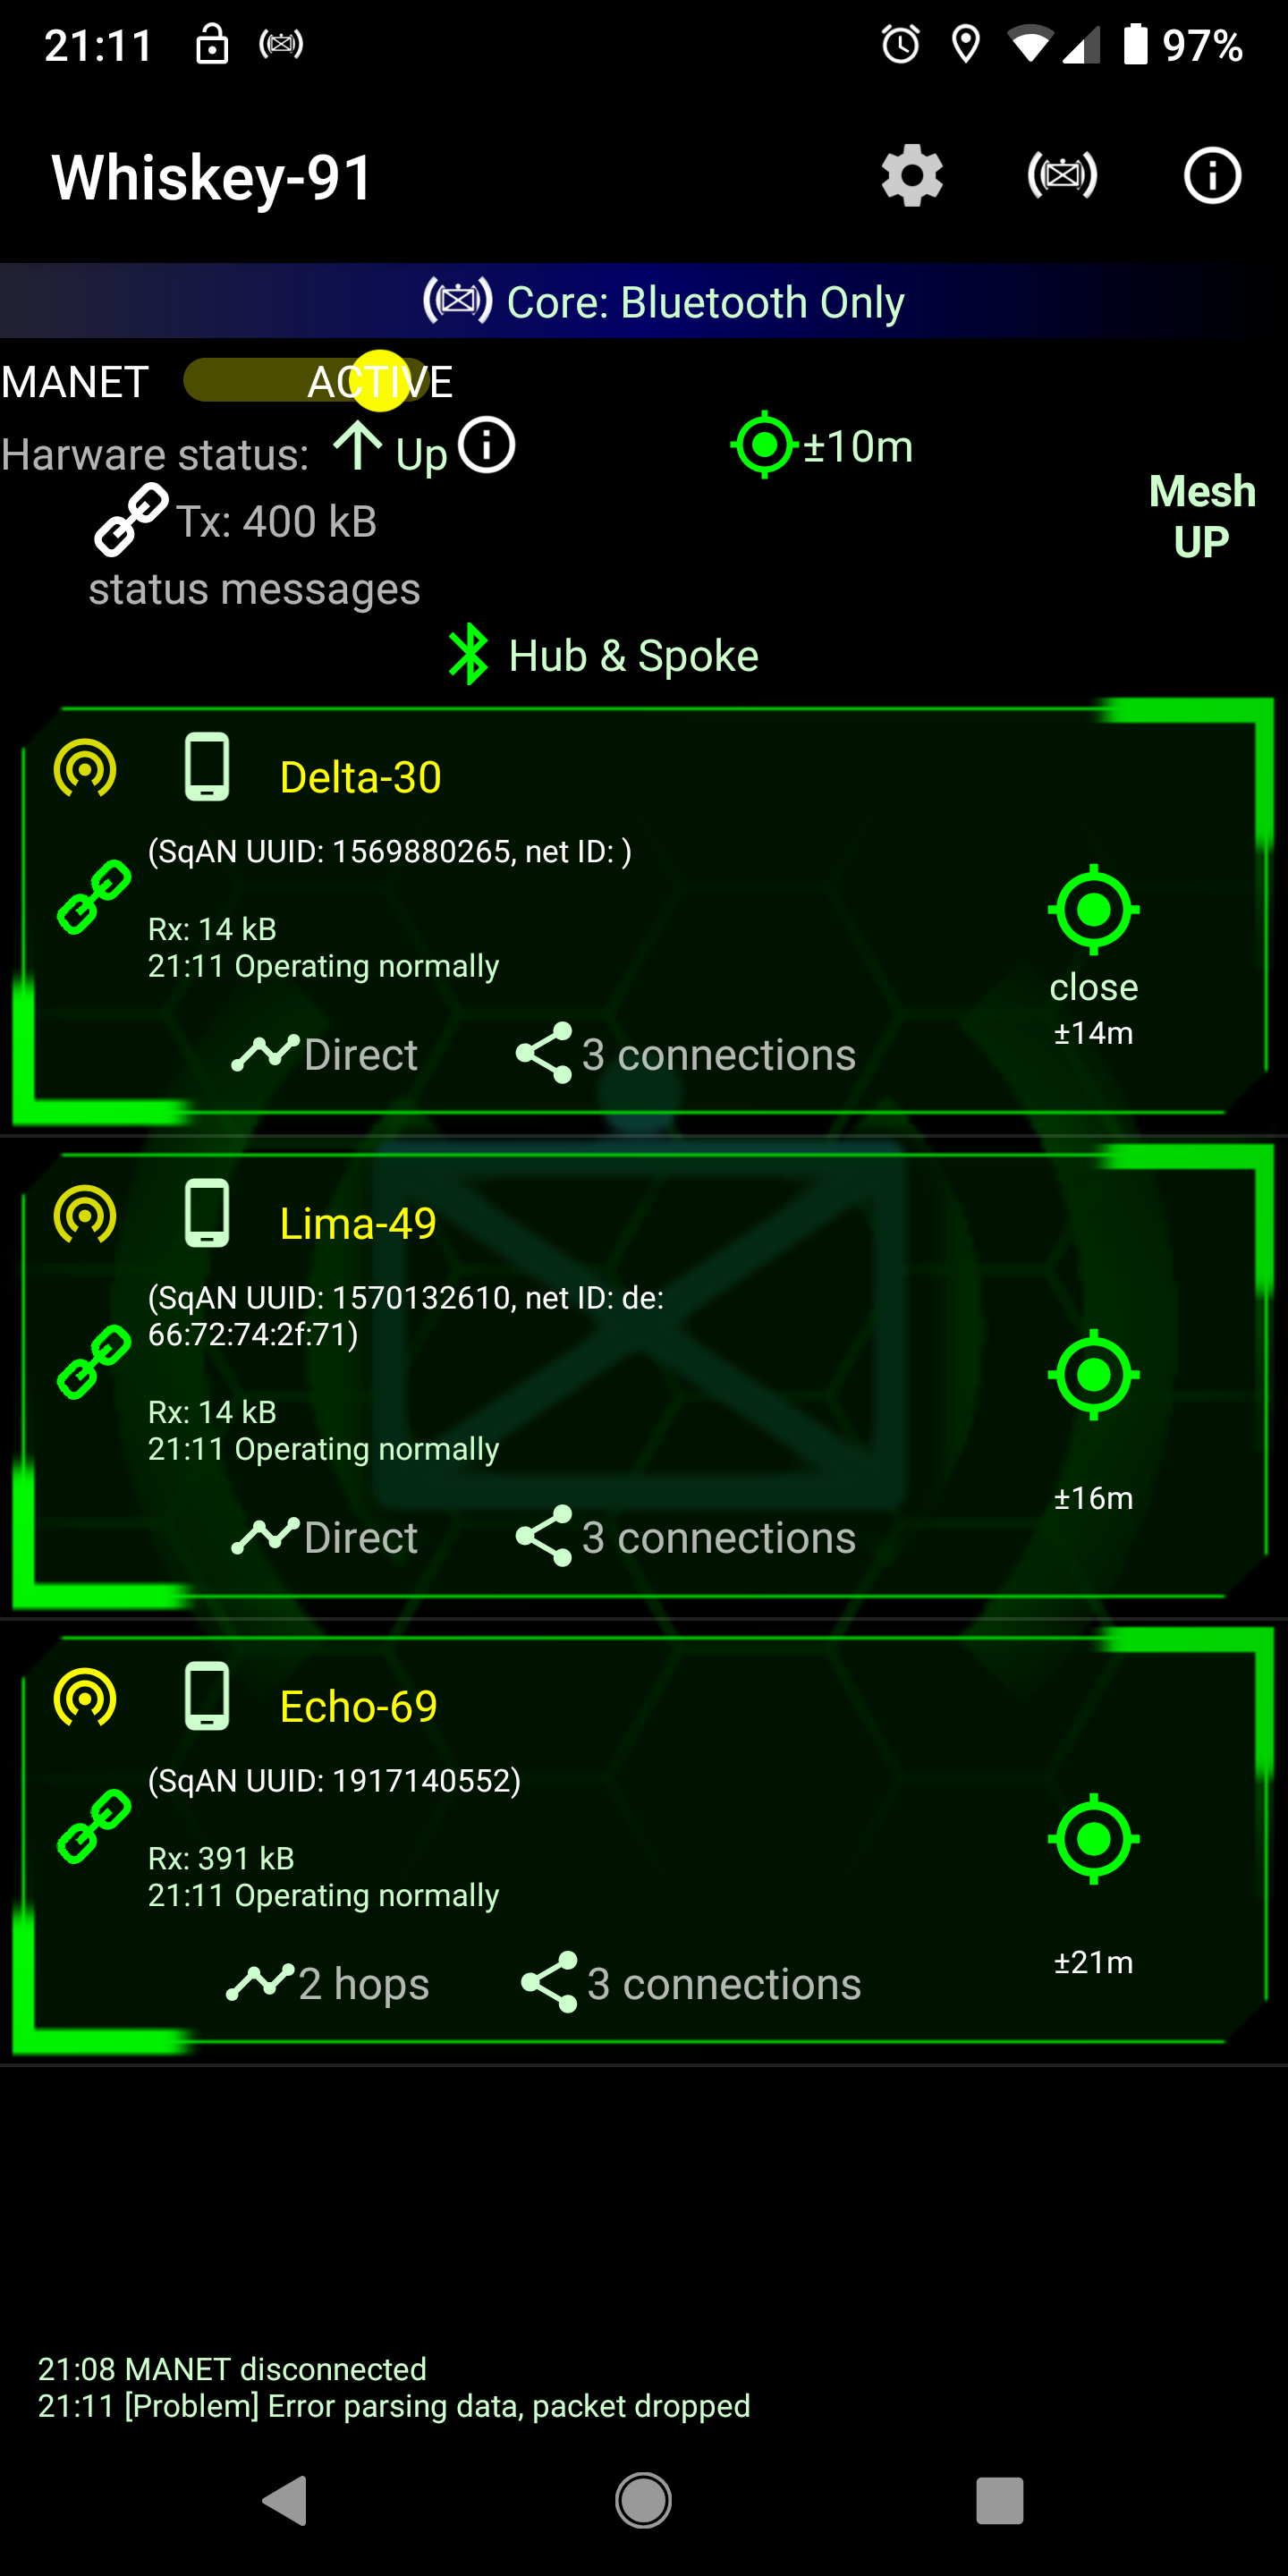 21:11 97%
Whiskey-91
Core: Bluetooth Only
MANET ACTIVE
Harware status: Up ±10m
Mesh
UP
Tx: 400 kB
status messages
Hub & Spoke
Delta-30
(SqAN UUID: 1569880265, net ID: )
Rx: 14 kB
21:11 Operating normally
close
±14m
Direct 3 connections
Lima-49
(SqAN UUID: 1570132610, net ID: de:
66:72:74:2f:71)
Rx: 14 kB
21:11 Operating normally
±16m
Direct 3 connections
Echo-69
(SqAN UUID: 1917140552)
Rx: 391 kB
21:11 Operating normally
±21m
2 hops 3 connections
21:08 MANET disconnected
21:11 [Problem] Error parsing data, packet dropped